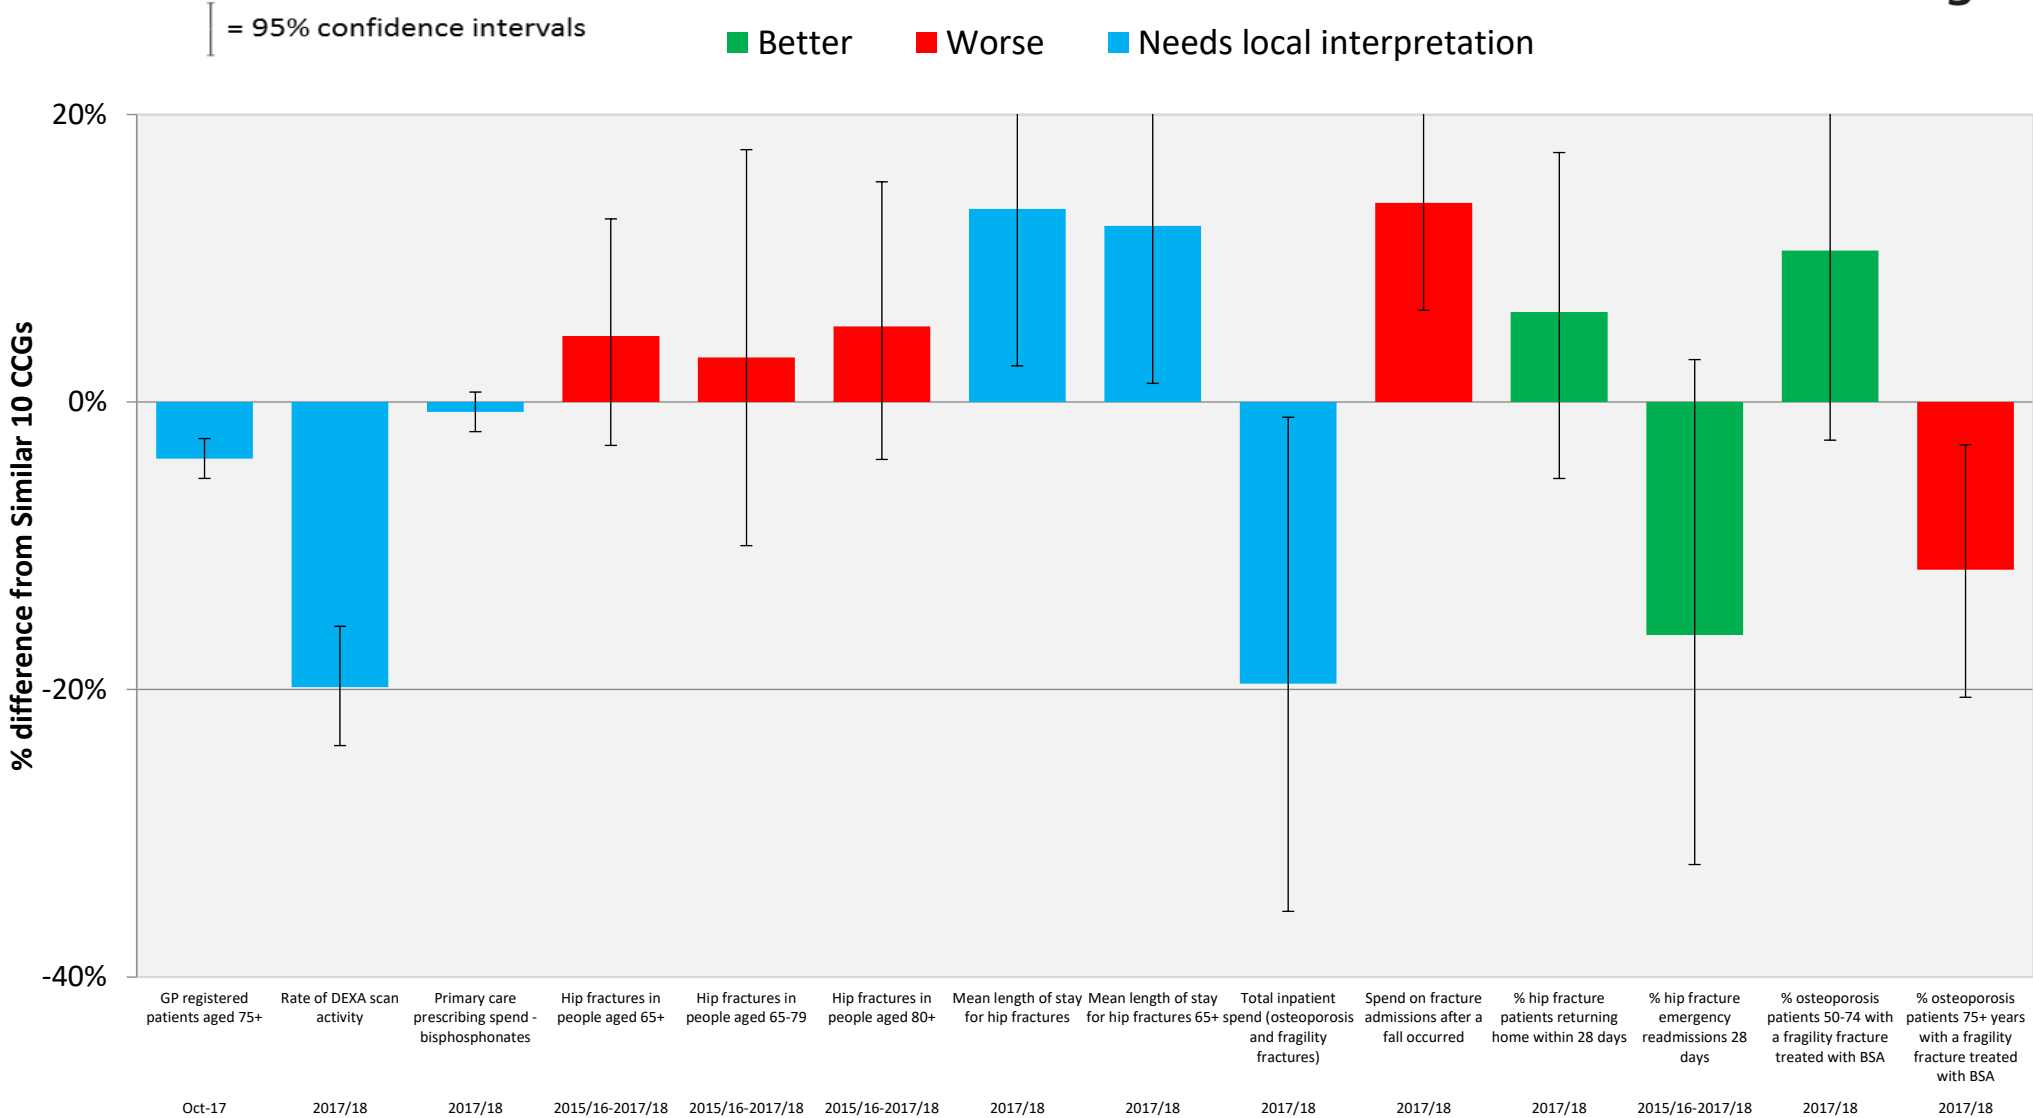 = 95% confidence intervals
Better
Worse
Needs local interpretation
% difference from Similar 10 CCGs
20%
0%
-20%
-40%
GP registered
patients aged 75+
Oct-17
Rate of DEXA scan
activity
2017/18
Primary care
prescribing spend -
bisphosphonates
2017/18
Hip fractures in
people aged 65+
2015/16-2017/18
Hip fractures in
people aged 65-79
2015/16-2017/18
Hip fractures in
people aged 80+
2015/16-2017/18
Mean length of stay
for hip fractures
2017/18
Mean length of stay
for hip fractures 65+
2017/18
Total inpatient
spend (osteoporosis
and fragility
fractures)
2017/18
Spend on fracture
admissions after a
fall occurred
2017/18
% hip fracture
patients returning
home within 28 days
2017/18
% hip fracture
emergency
readmissions 28
days
2015/16-2017/18
% osteoporosis
patients 50-74 with
a fragility fracture
treated with BSA
2017/18
% osteoporosis
patients 75+ years
with a fragility
fracture treated
with BSA
2017/18